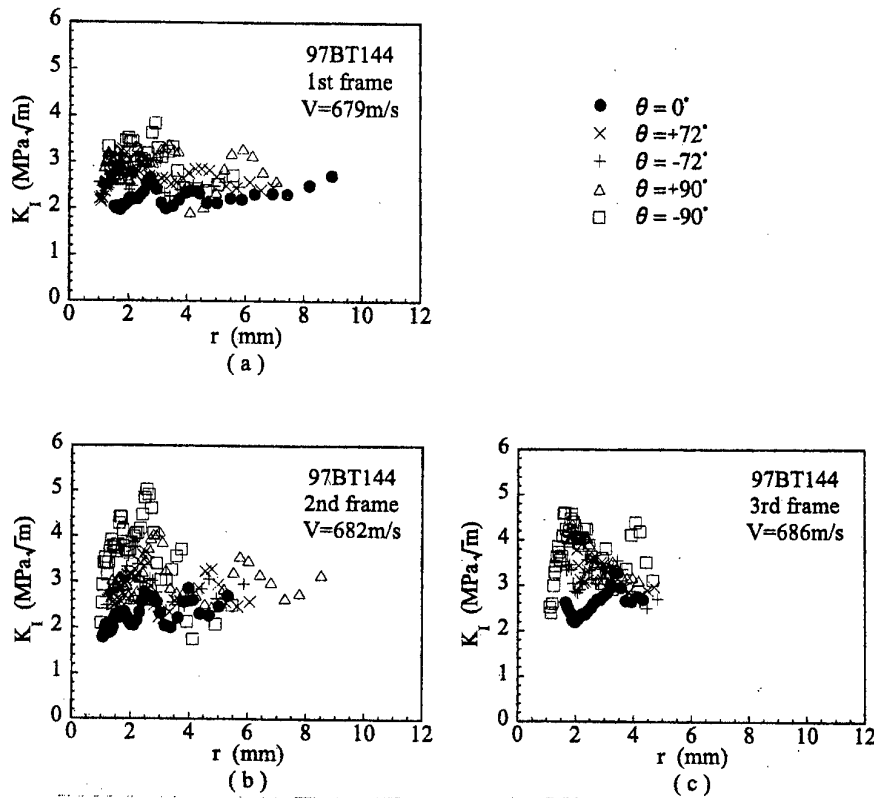 6
5
4
3
2
1
0
K_I (MPa√m)
97BT144
1st frame
V=679m/s
0 2 4 6 8 10 12
r (mm)
(a)
θ = 0°
θ = +72°
θ = -72°
θ = +90°
θ = -90°
6
5
4
3
2
1
0
K_I (MPa√m)
97BT144
2nd frame
V=682m/s
0 2 4 6 8 10 12
r (mm)
(b)
6
5
4
3
2
1
0
K_I (MPa√m)
97BT144
3rd frame
V=686m/s
0 2 4 6 8 10 12
r (mm)
(c)